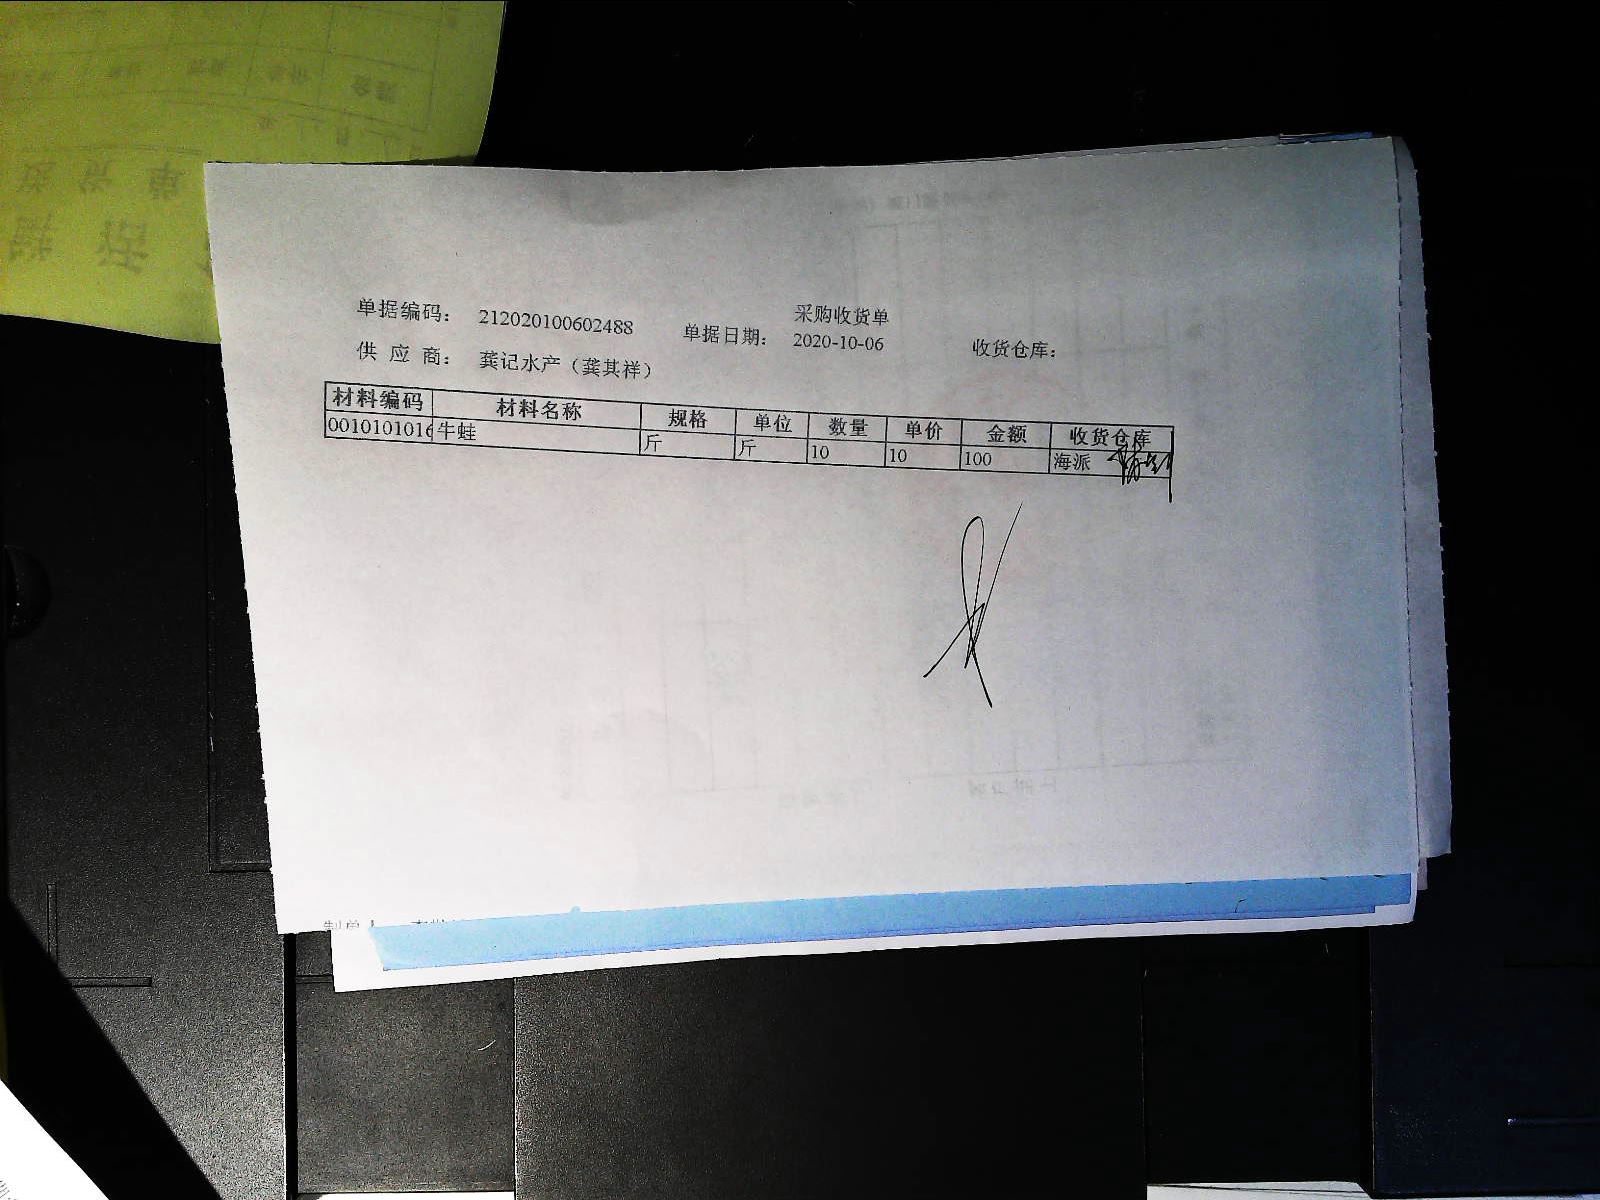 采购收货单
单据编码： 212020100602488 单据日期： 2020-10-06 收货仓库：
供 应 商： 龚记水产（龚其祥）
材料编码 材料名称 规格 单位 数量 单价 金额 收货仓库
0010101016 牛蛙 斤 斤 10 10 100 海派